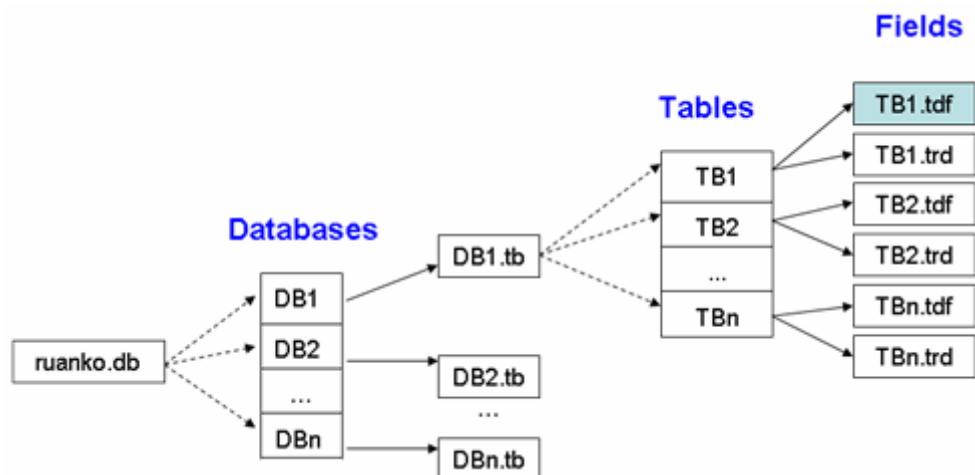 Fields
TB1.tdf
Tables
TB1.trd
TB1
TB2.tdf
Databases
TB2
DB1.tb
TB2.trd
...
DB1
TBn.tdf
TBn
DB2
ruanko.db
TBn.trd
DB2.tb
...
...
DBn
DBn.tb